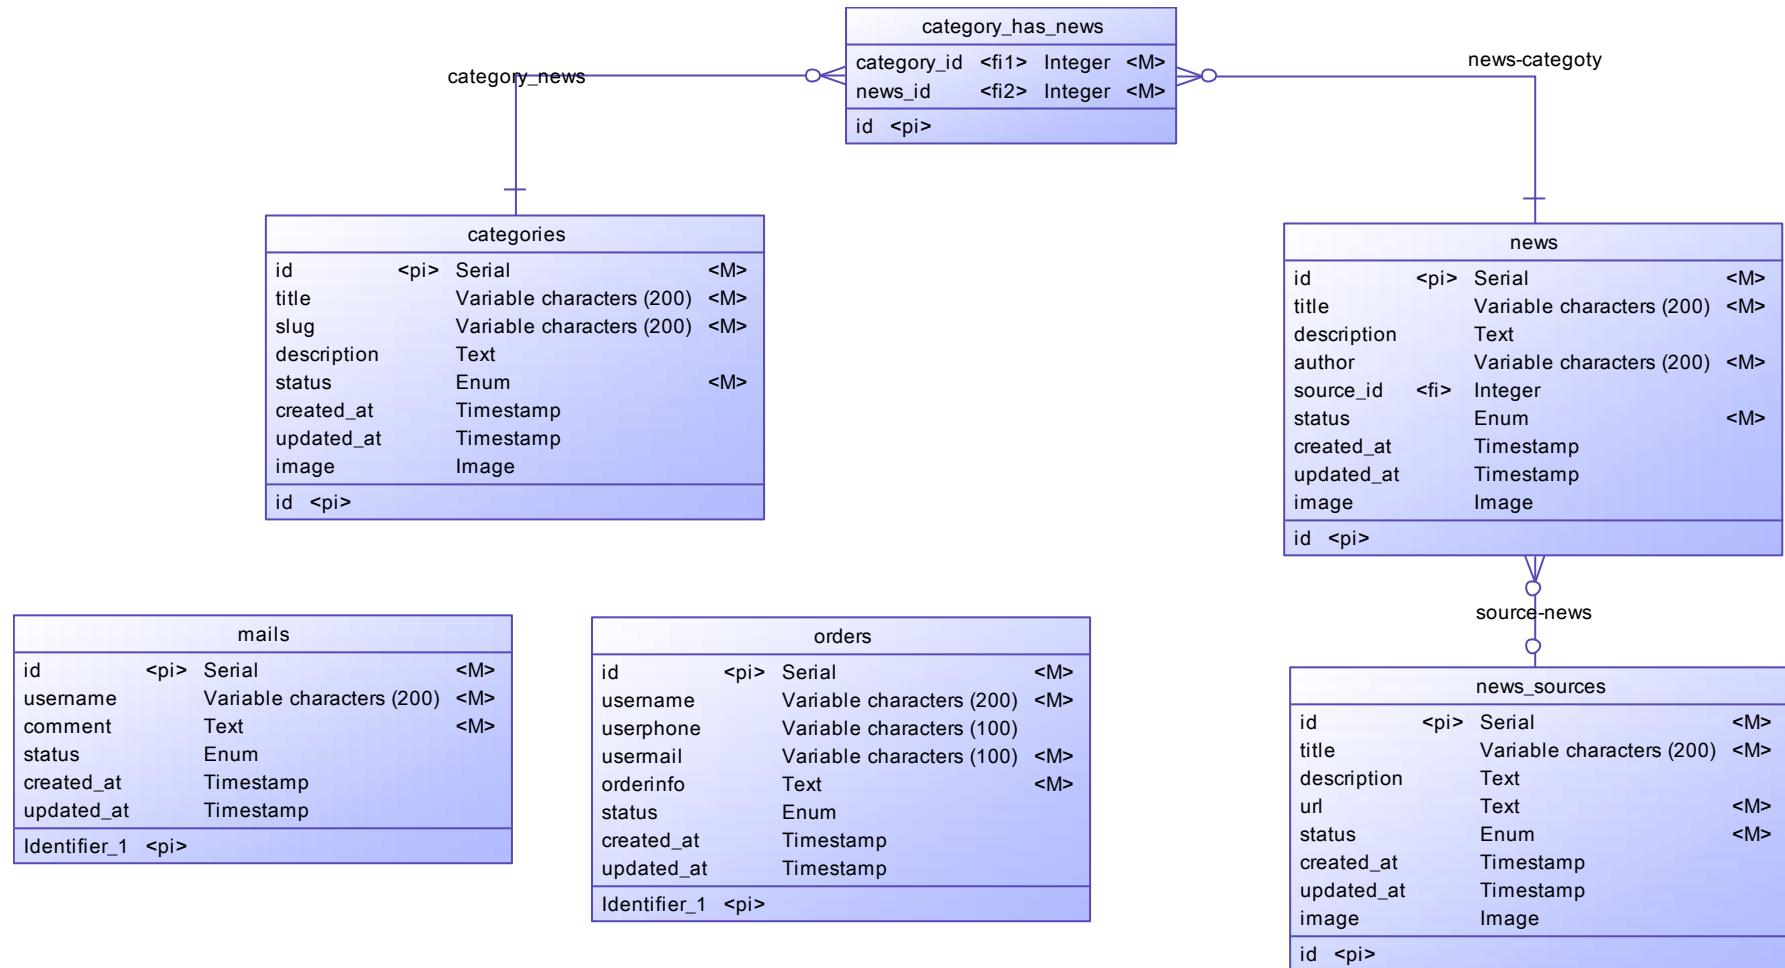 category_has_news
category_id <fi1> Integer <M>
news_id <fi2> Integer <M>
id <pi>
category_news
news-categoty
categories
id <pi> Serial <M>
title Variable characters (200) <M>
slug Variable characters (200) <M>
description Text
status Enum <M>
created_at Timestamp
updated_at Timestamp
image Image
id <pi>
news
id <pi> Serial <M>
title Variable characters (200) <M>
description Text
author Variable characters (200) <M>
source_id <fi> Integer
status Enum <M>
created_at Timestamp
updated_at Timestamp
image Image
id <pi>
source-news
mails
id <pi> Serial <M>
username Variable characters (200) <M>
comment Text <M>
status Enum
created_at Timestamp
updated_at Timestamp
Identifier_1 <pi>
orders
id <pi> Serial <M>
username Variable characters (200) <M>
userphone Variable characters (100)
usermail Variable characters (100) <M>
orderinfo Text <M>
status Enum
created_at Timestamp
updated_at Timestamp
Identifier_1 <pi>
news_sources
id <pi> Serial <M>
title Variable characters (200) <M>
description Text
url Text <M>
status Enum <M>
created_at Timestamp
updated_at Timestamp
image Image
id <pi>